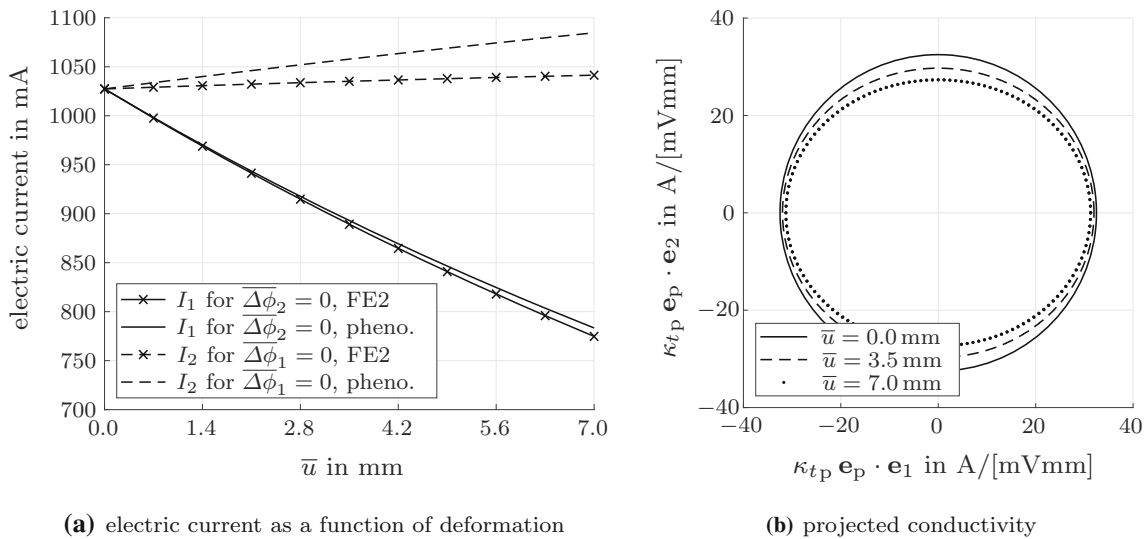 1100
1050
1000
950
900
850
800
750
700
electric current in mA
I₁ for Δϕ̅₂ = 0, FE2
I₁ for Δϕ̅₂ = 0, pheno.
I₂ for Δϕ̅₁ = 0, FE2
I₂ for Δϕ̅₁ = 0, pheno.
0.0 1.4 2.8 4.2 5.6 7.0
u̅ in mm
(a) electric current as a function of deformation
40
20
0
−20
−40
κ_{t p} e_p · e₂ in A/[mVmm]
u̅ = 0.0 mm
u̅ = 3.5 mm
u̅ = 7.0 mm
−40 −20 0 20 40
κ_{t p} e_p · e₁ in A/[mVmm]
(b) projected conductivity